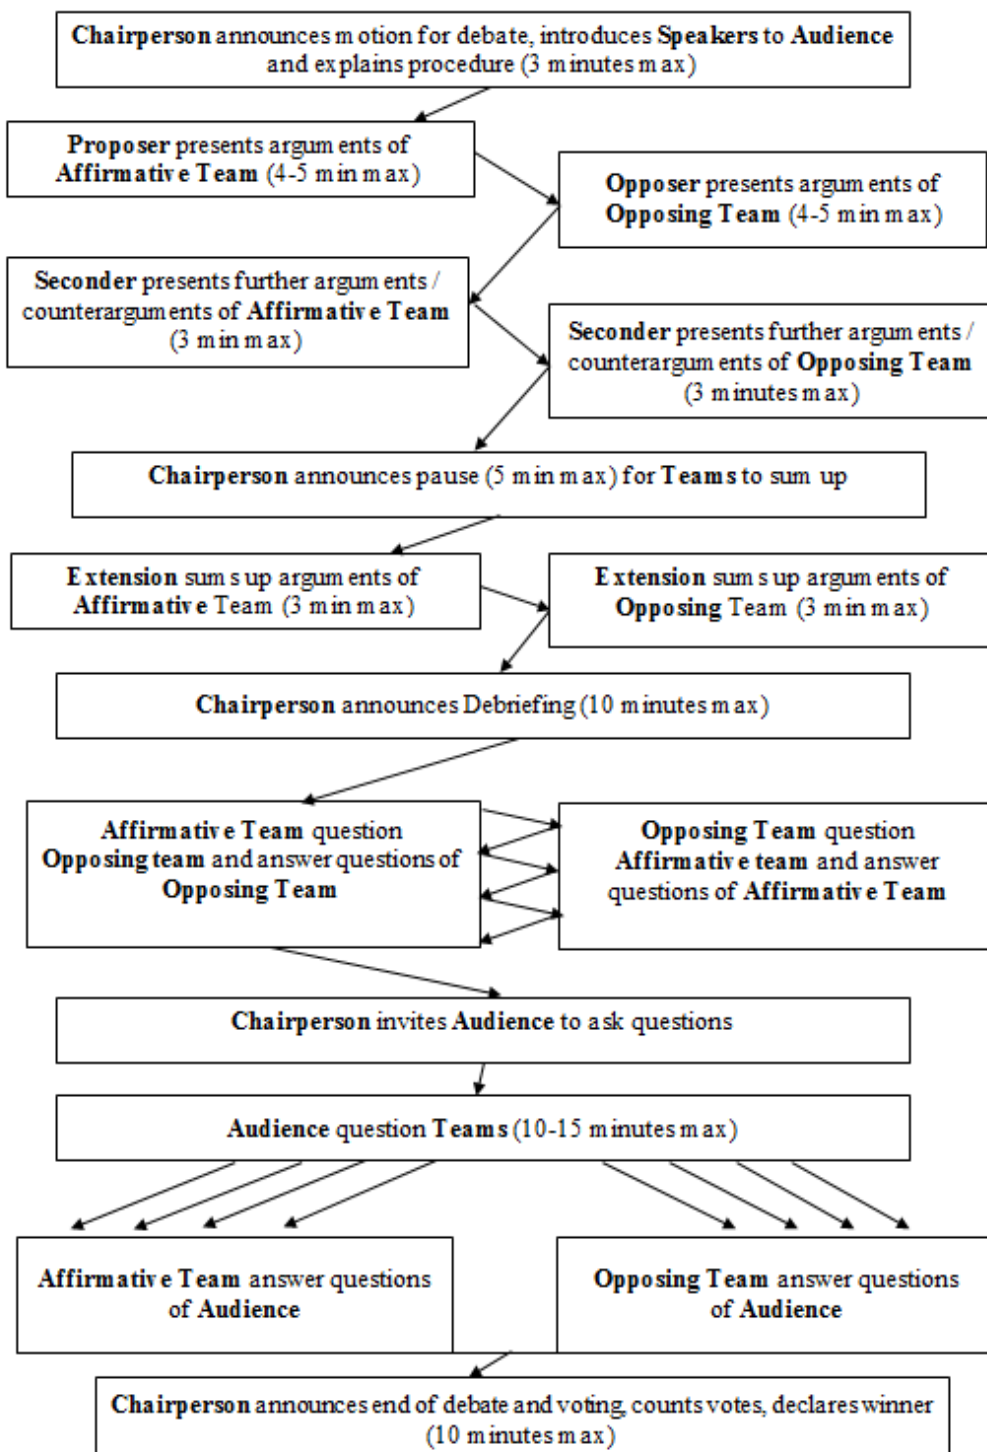 Chairperson announces motion for debate, introduces Speakers to Audience
and explains procedure (3 minutes max)
Proposer presents arguments of
Affirmative Team (4-5 min max)
Opposer presents arguments of
Opposing Team (4-5 min max)
Seconder presents further arguments /
counterarguments of Affirmative Team
(3 min max)
Seconder presents further arguments /
counterarguments of Opposing Team
(3 minutes max)
Chairperson announces pause (5 min max) for Teams to sum up
Extension sums up arguments of
Affirmative Team (3 min max)
Extension sums up arguments of
Opposing Team (3 min max)
Chairperson announces Debriefing (10 minutes max)
Affirmative Team question
Opposing team and answer questions of
Opposing Team
Opposing Team question
Affirmative team and answer
questions of Affirmative Team
Chairperson invites Audience to ask questions
Audience question Teams (10-15 minutes max)
Affirmative Team answer questions
of Audience
Opposing Team answer questions
of Audience
Chairperson announces end of debate and voting, counts votes, declares winner
(10 minutes max)